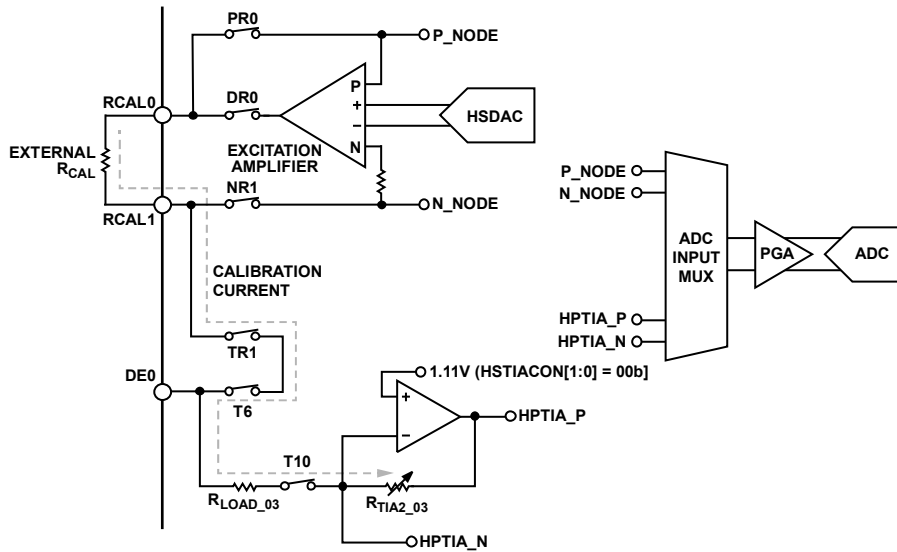 PR0
P_NODE
P
RCAL0
DR0
+
−
HSDAC
EXTERNAL
RCAL
EXCITATION
AMPLIFIER
N
NR1
N_NODE
RCAL1
P_NODE
N_NODE
ADC
INPUT
MUX
PGA
ADC
HPTIA_P
HPTIA_N
CALIBRATION
CURRENT
TR1
DE0
T6
1.11V (HSTIACON[1:0] = 00b]
+
−
HPTIA_P
T10
RLOAD_03
RTIA2_03
HPTIA_N